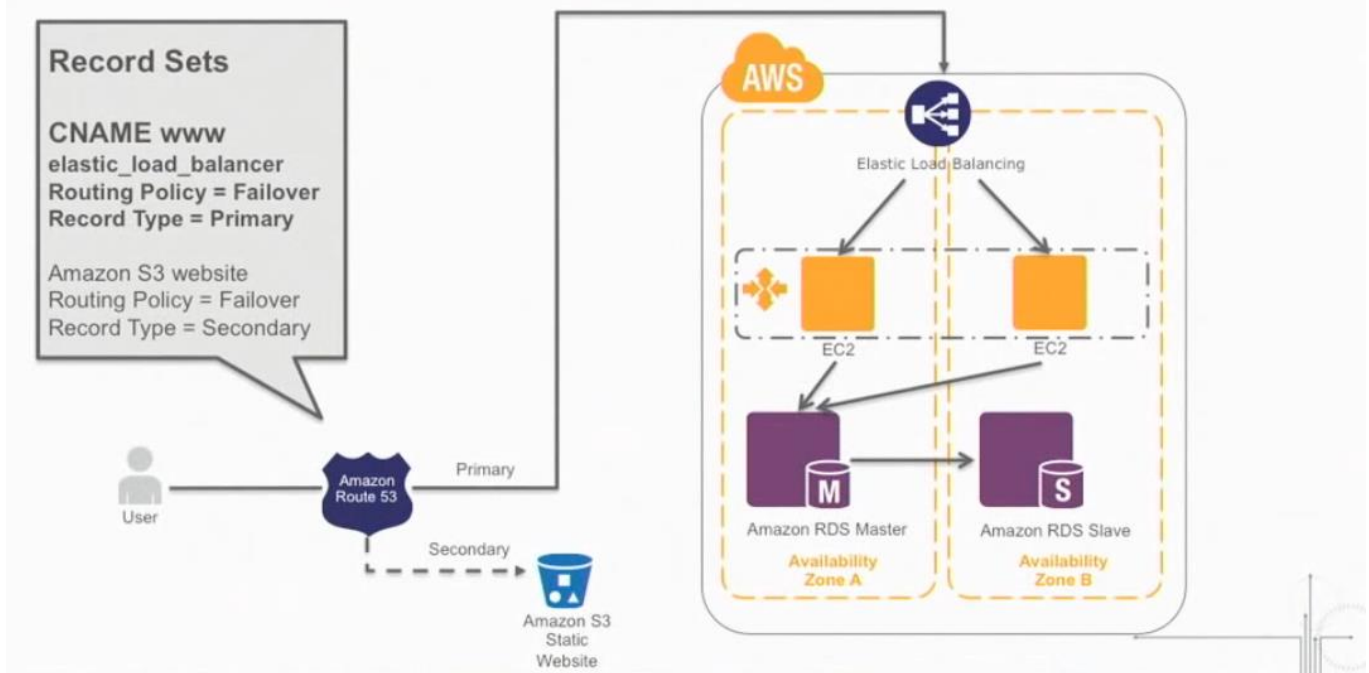 Record Sets
CNAME www
elastic_load_balancer
Routing Policy = Failover
Record Type = Primary
Amazon S3 website
Routing Policy = Failover
Record Type = Secondary
AWS
Elastic Load Balancing
EC2
EC2
User
Amazon
Route 53
Primary
Secondary
Amazon S3
Static
Website
M
Amazon RDS Master
S
Amazon RDS Slave
Availability
Zone A
Availability
Zone B